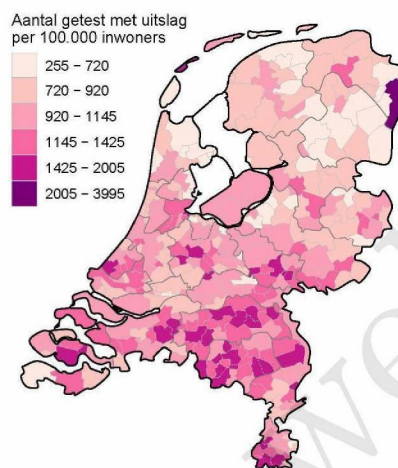 Aantal getest met uitslag
per 100.000 inwoners
255 – 720
720 – 920
920 – 1145
1145 – 1425
1425 – 2005
2005 – 3995